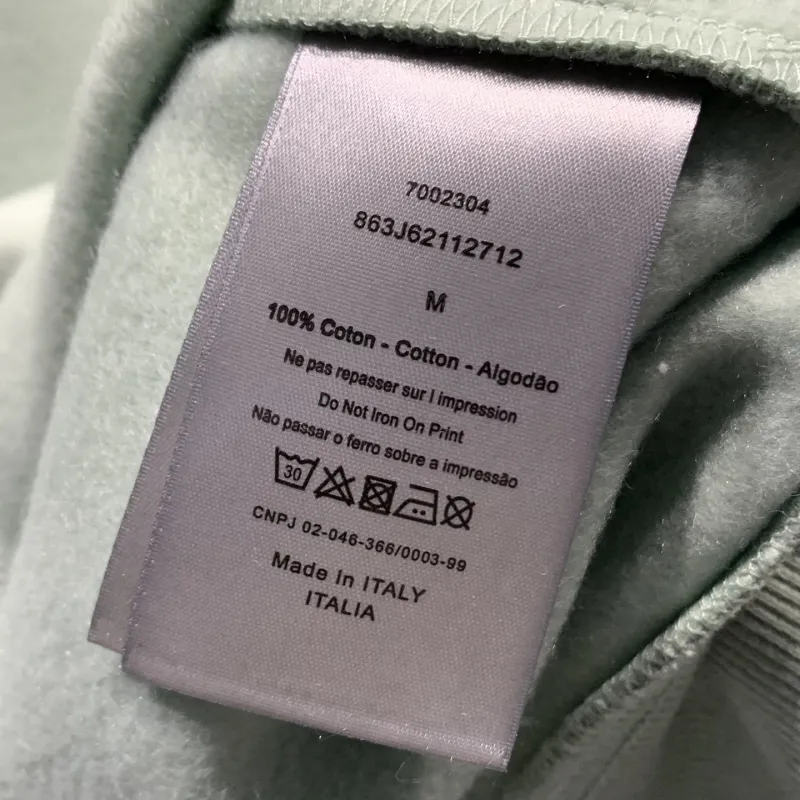 7002304
863J62112712
M
100% Coton - Cotton - Algodão
Ne pas repasser sur l impression
Do Not Iron On Print
Não passar o ferro sobre a impressão
30
CNPJ 02-046-366/0003-99
Made In ITALY
ITALIA